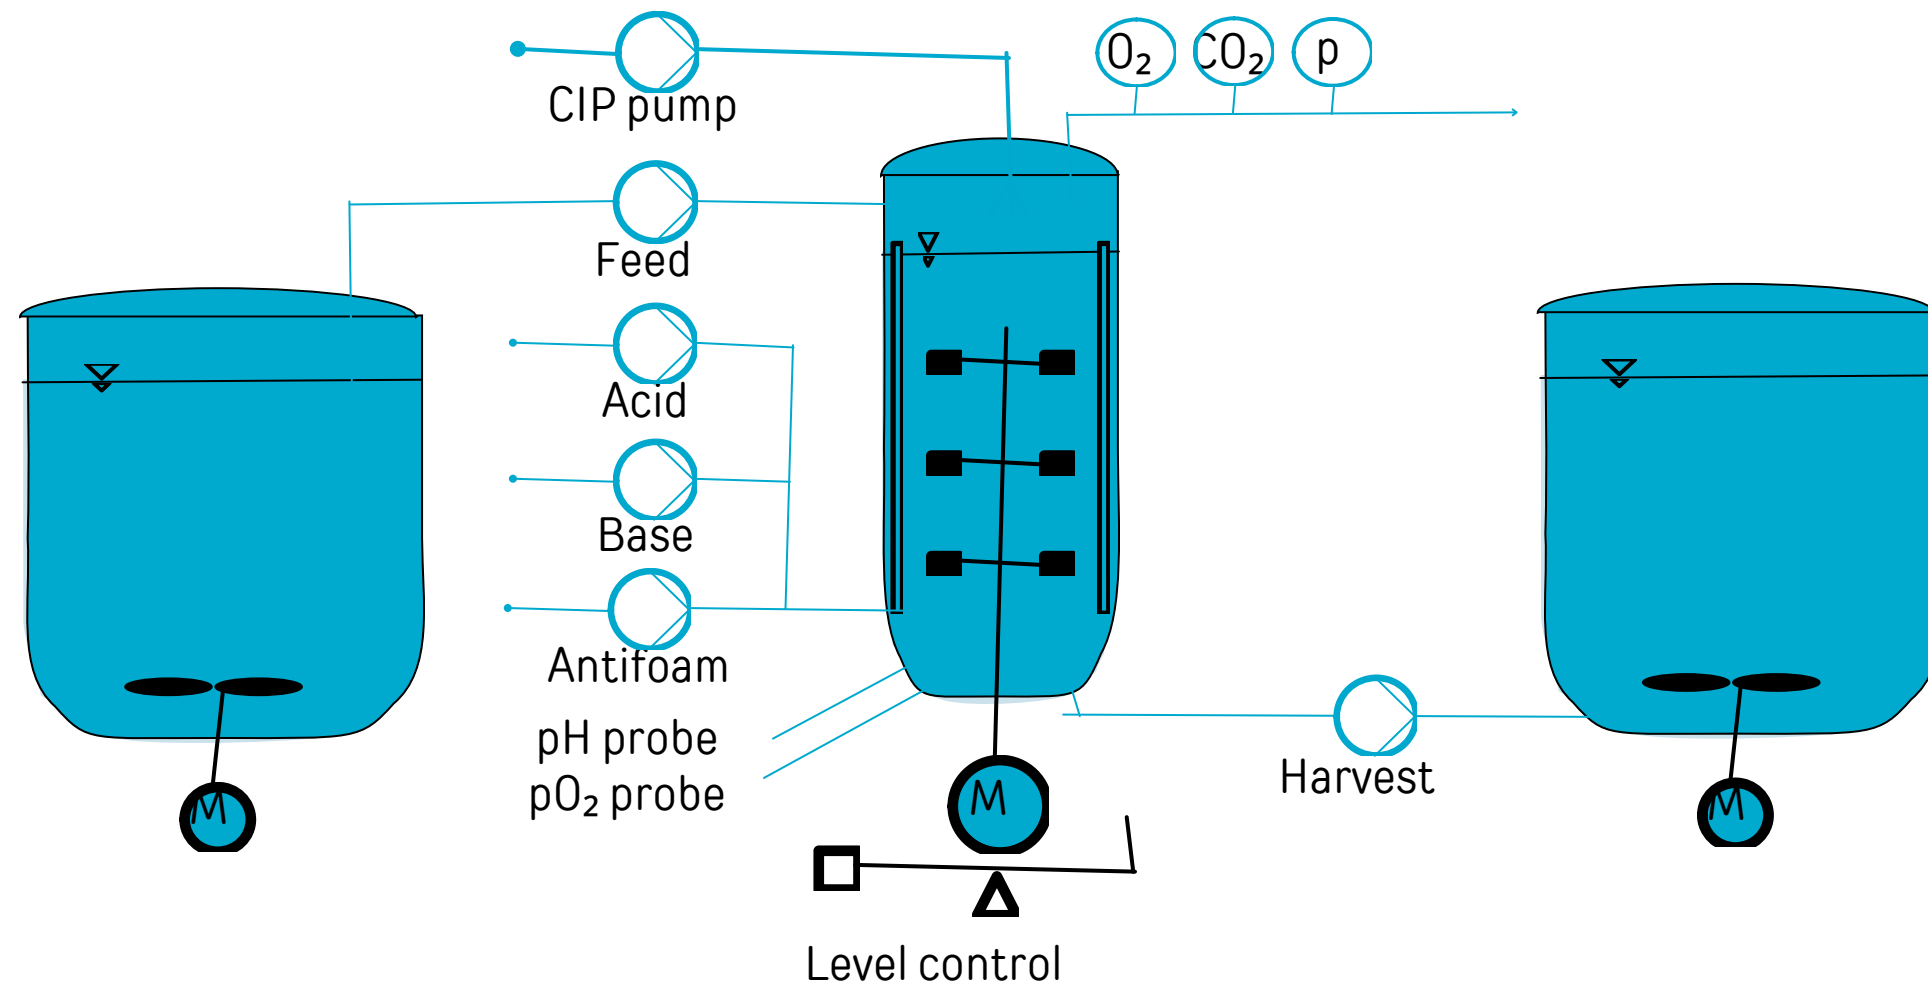 O₂ CO₂ p
CIP pump
Feed
Acid
Base
Antifoam
pH probe
pO₂ probe
Harvest
M
M
M
Level control